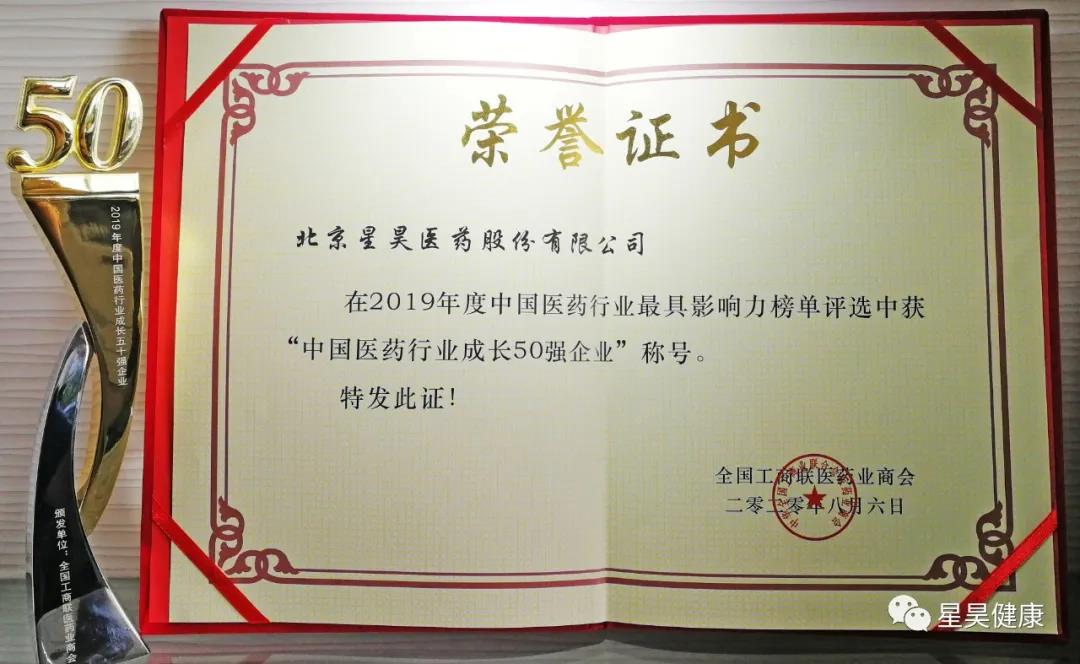 50
2019年度中国医药行业成长五十强企业
颁发单位：全国工商联医药业商会
荣誉证书
北京星昊医药股份有限公司
在2019年度中国医药行业最具影响力榜单评选中获
“中国医药行业成长50强企业”称号。
特发此证！
全国工商联医药业商会
二零二零年八月六日
星昊健康